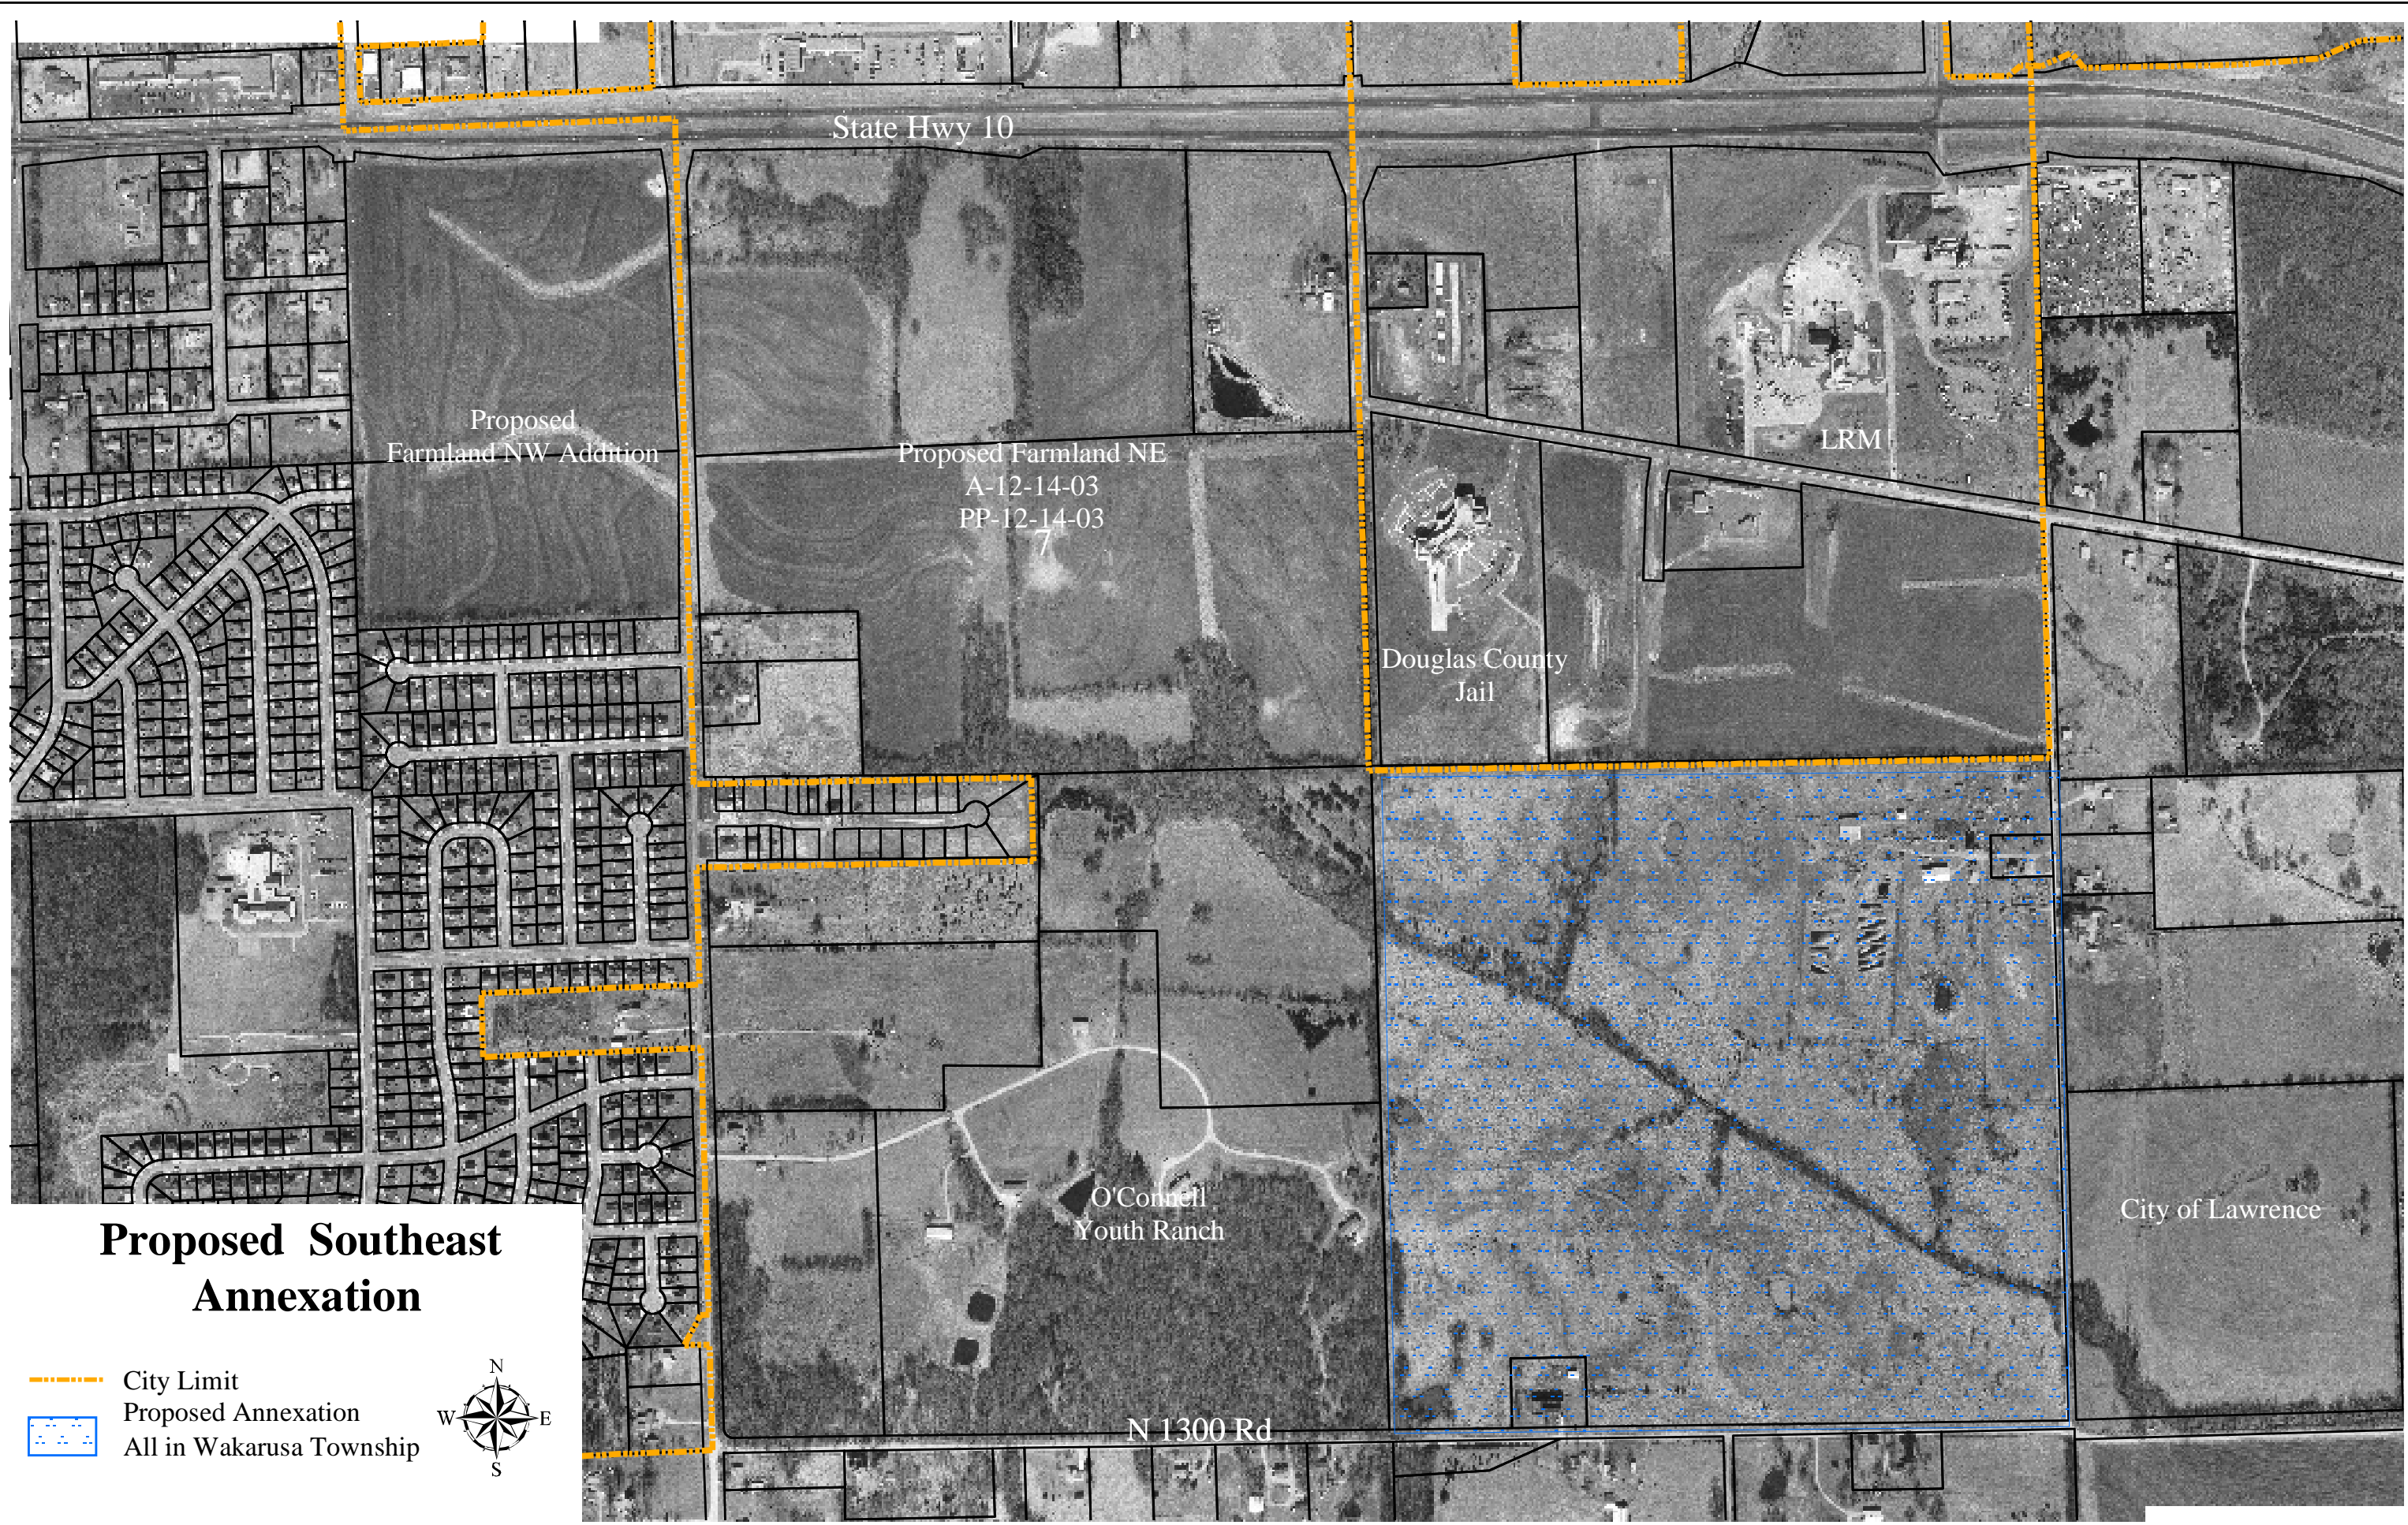 State Hwy 10
Proposed
Farmland NW Addition
Proposed Farmland NE
A-12-14-03
PP-12-14-03
7
LRM
Douglas County
Jail
O'Connell
Youth Ranch
City of Lawrence
N 1300 Rd
Proposed Southeast
Annexation
City Limit
Proposed Annexation
All in Wakarusa Township
N
W
E
S